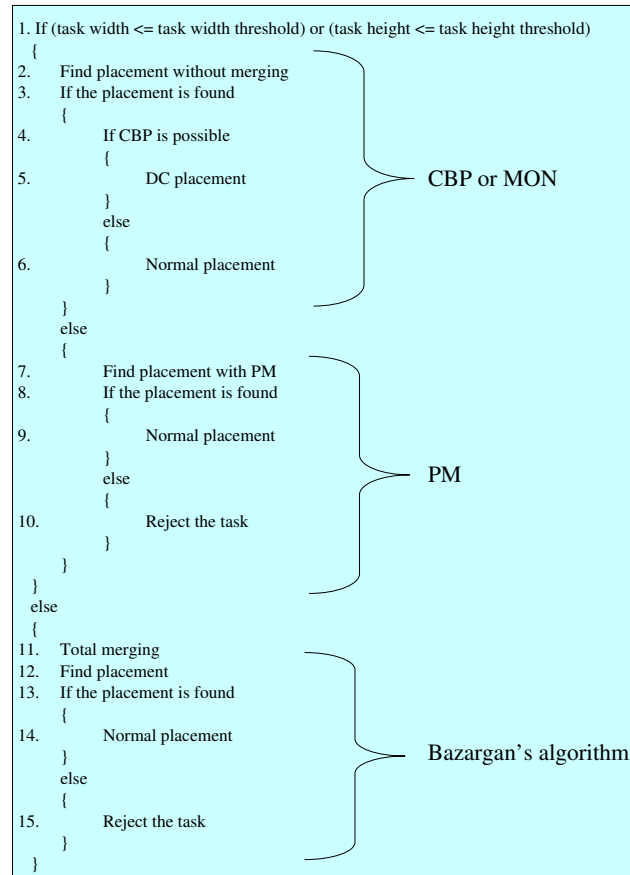 1. If (task width <= task width threshold) or (task height <= task height threshold)
{
2. Find placement without merging
3. If the placement is found
{
4. If CBP is possible
{
5. DC placement
}
else
{
6. Normal placement
}
}
CBP or MON
else
{
7. Find placement with PM
8. If the placement is found
{
9. Normal placement
}
else
{
10. Reject the task
}
}
}
PM
else
{
11. Total merging
12. Find placement
13. If the placement is found
{
14. Normal placement
}
else
{
15. Reject the task
}
}
Bazargan's algorithm